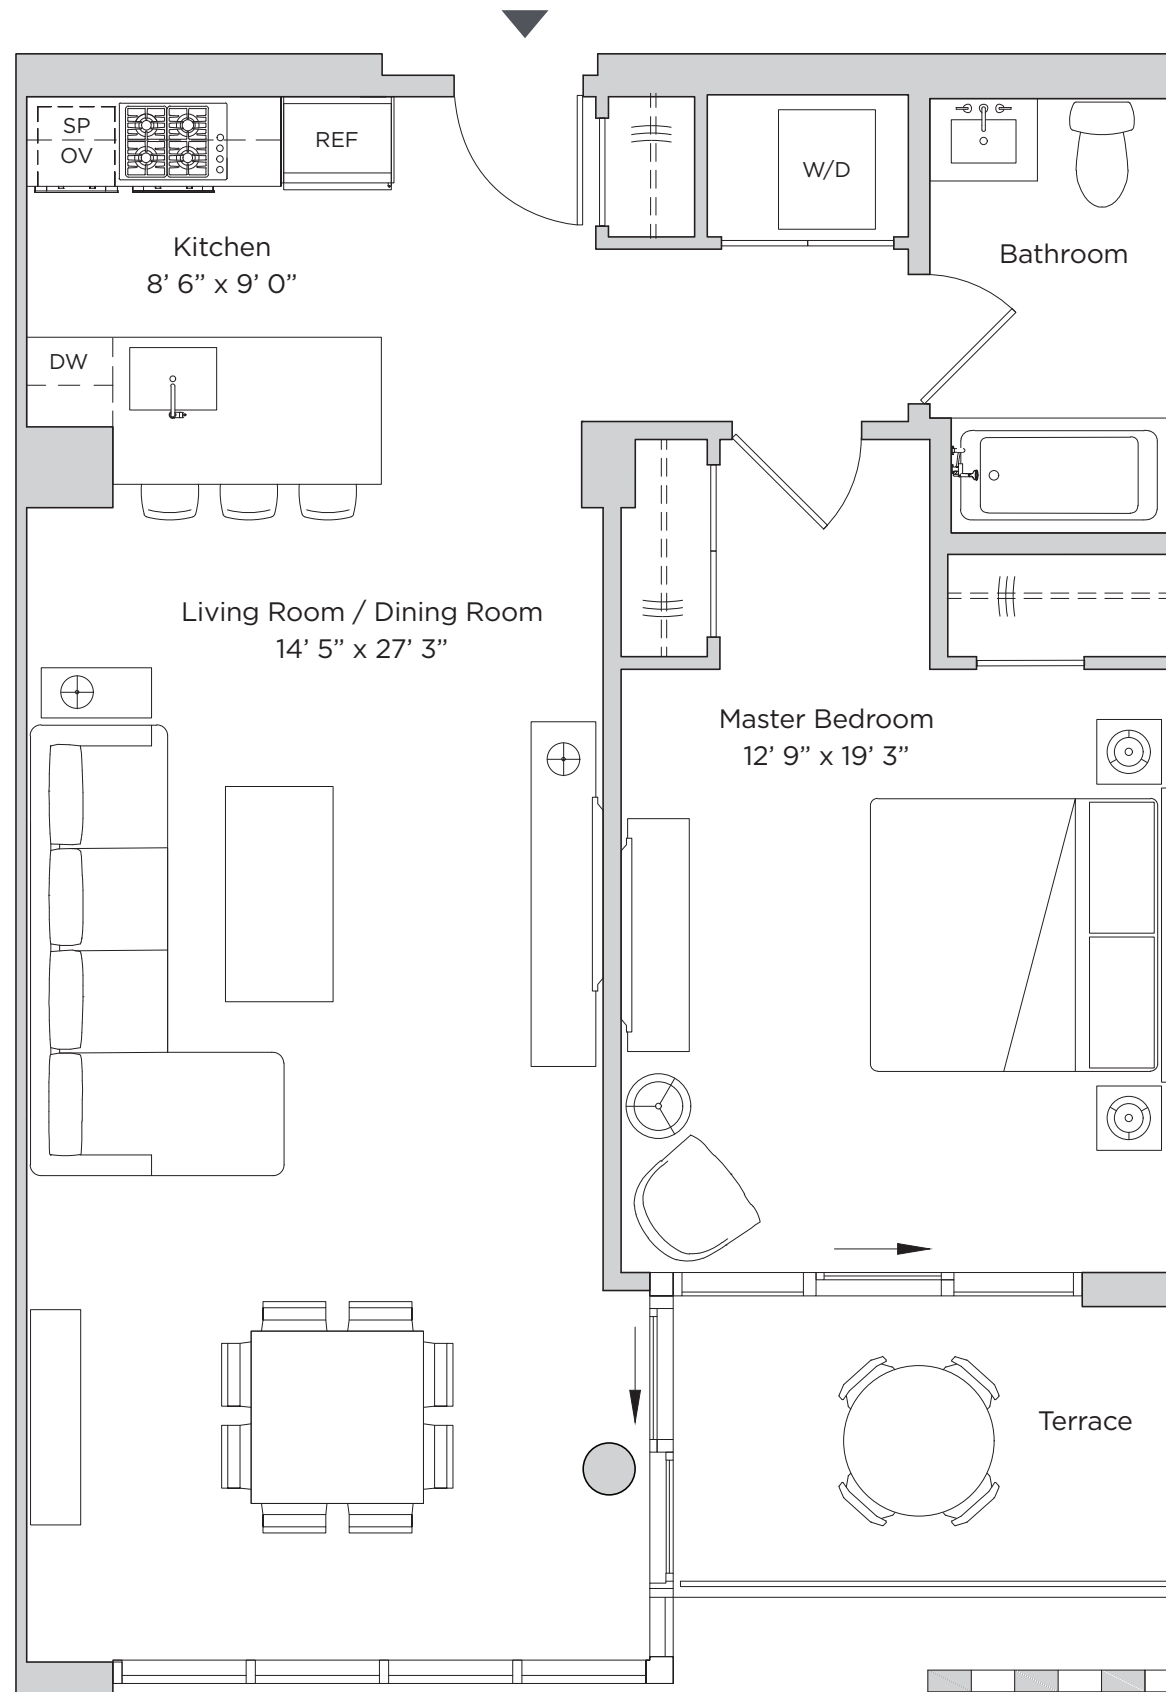 SP
OV
REF
W/D
Kitchen
8’ 6” x 9’ 0”
Bathroom
DW
Living Room / Dining Room
14’ 5” x 27’ 3”
Master Bedroom
12’ 9” x 19’ 3”
Terrace